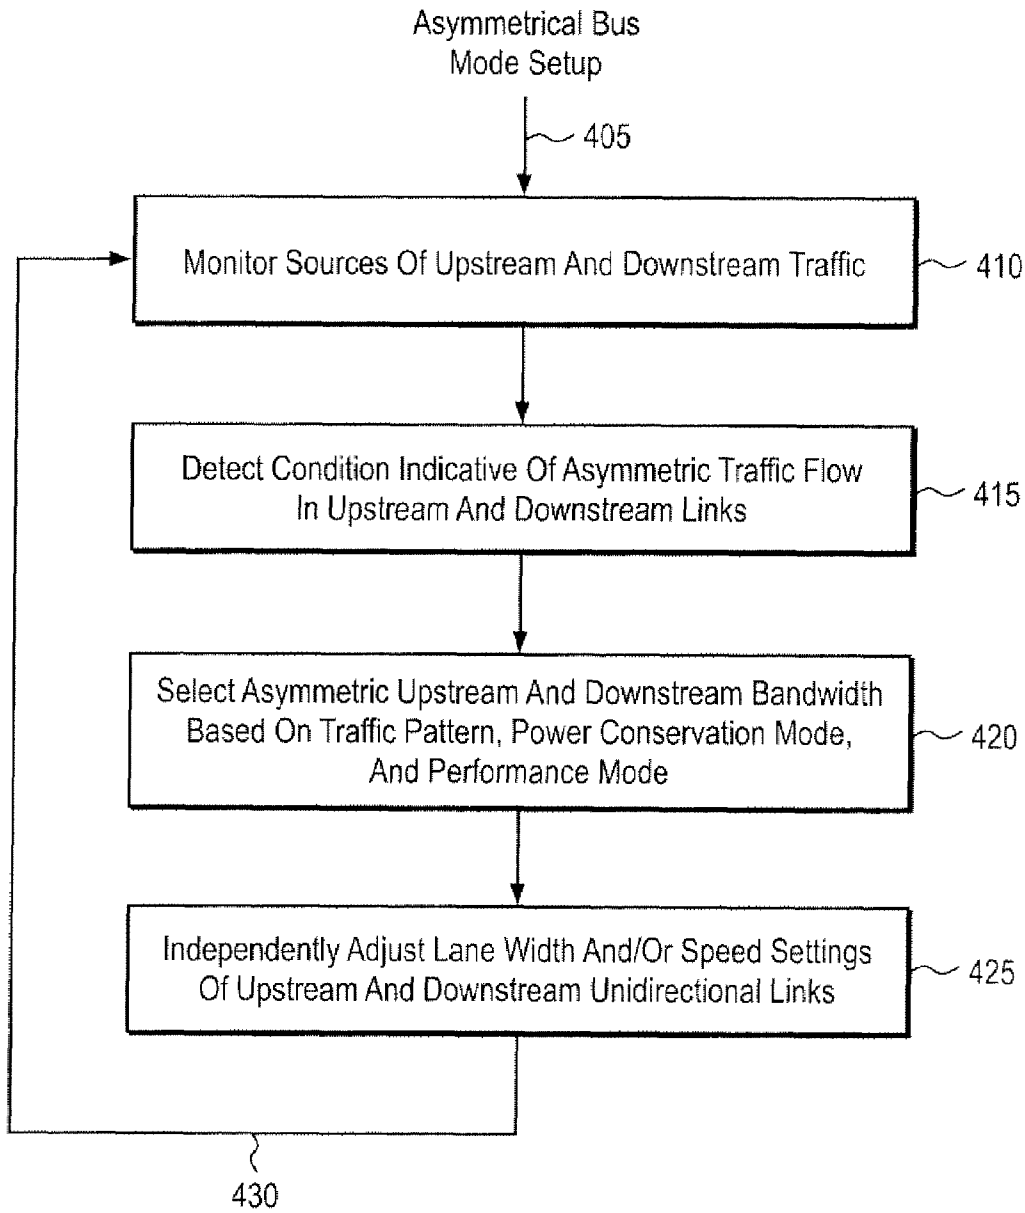 Asymmetrical Bus
Mode Setup
405
Monitor Sources Of Upstream And Downstream Traffic
410
Detect Condition Indicative Of Asymmetric Traffic Flow
In Upstream And Downstream Links
415
Select Asymmetric Upstream And Downstream Bandwidth
Based On Traffic Pattern, Power Conservation Mode,
And Performance Mode
420
Independently Adjust Lane Width And/Or Speed Settings
Of Upstream And Downstream Unidirectional Links
425
430